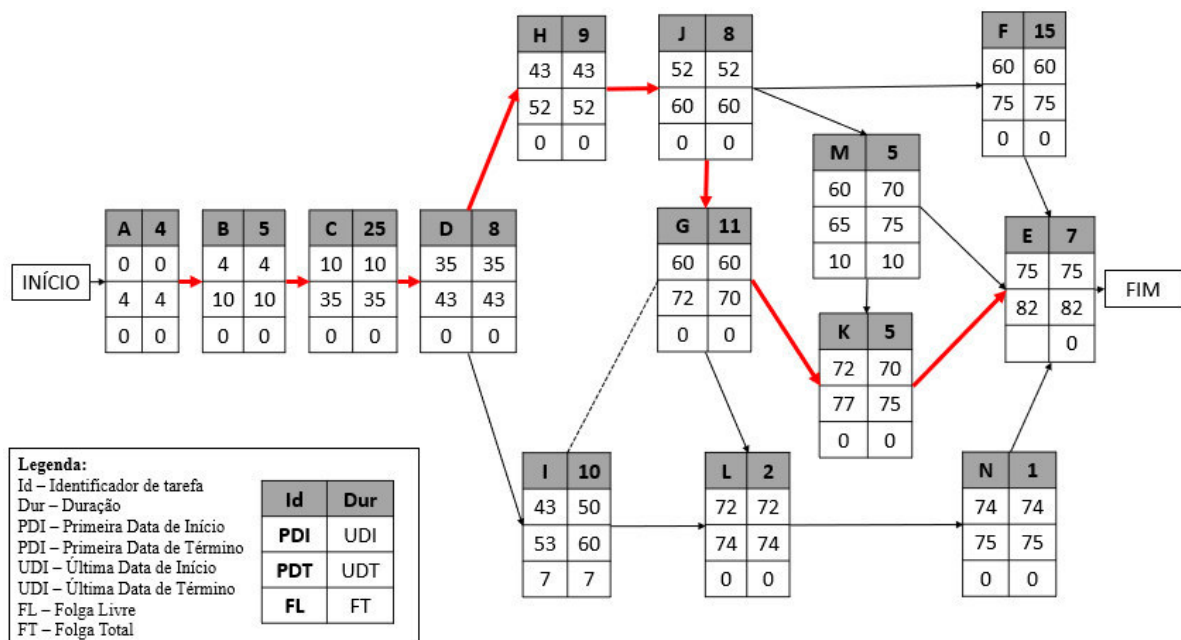 H 9
43 43
52 52
0 0
J 8
52 52
60 60
0 0
F 15
60 60
75 75
0 0
M 5
60 70
65 75
10 10
INÍCIO
A 4
0 0
4 4
0 0
B 5
4 4
10 10
0 0
C 25
10 10
35 35
0 0
D 8
35 35
43 43
0 0
G 11
60 60
72 70
0 0
E 7
75 75
82 82
0
FIM
K 5
72 70
77 75
0 0
I 10
43 50
53 60
7 7
L 2
72 72
74 74
0 0
N 1
74 74
75 75
0 0
Legenda:
Id – Identificador de tarefa
Dur – Duração
PDI – Primeira Data de Início
PDI – Primeira Data de Término
UDI – Última Data de Início
UDI – Última Data de Término
FL – Folga Livre
FT – Folga Total
Id Dur
PDI UDI
PDT UDT
FL FT